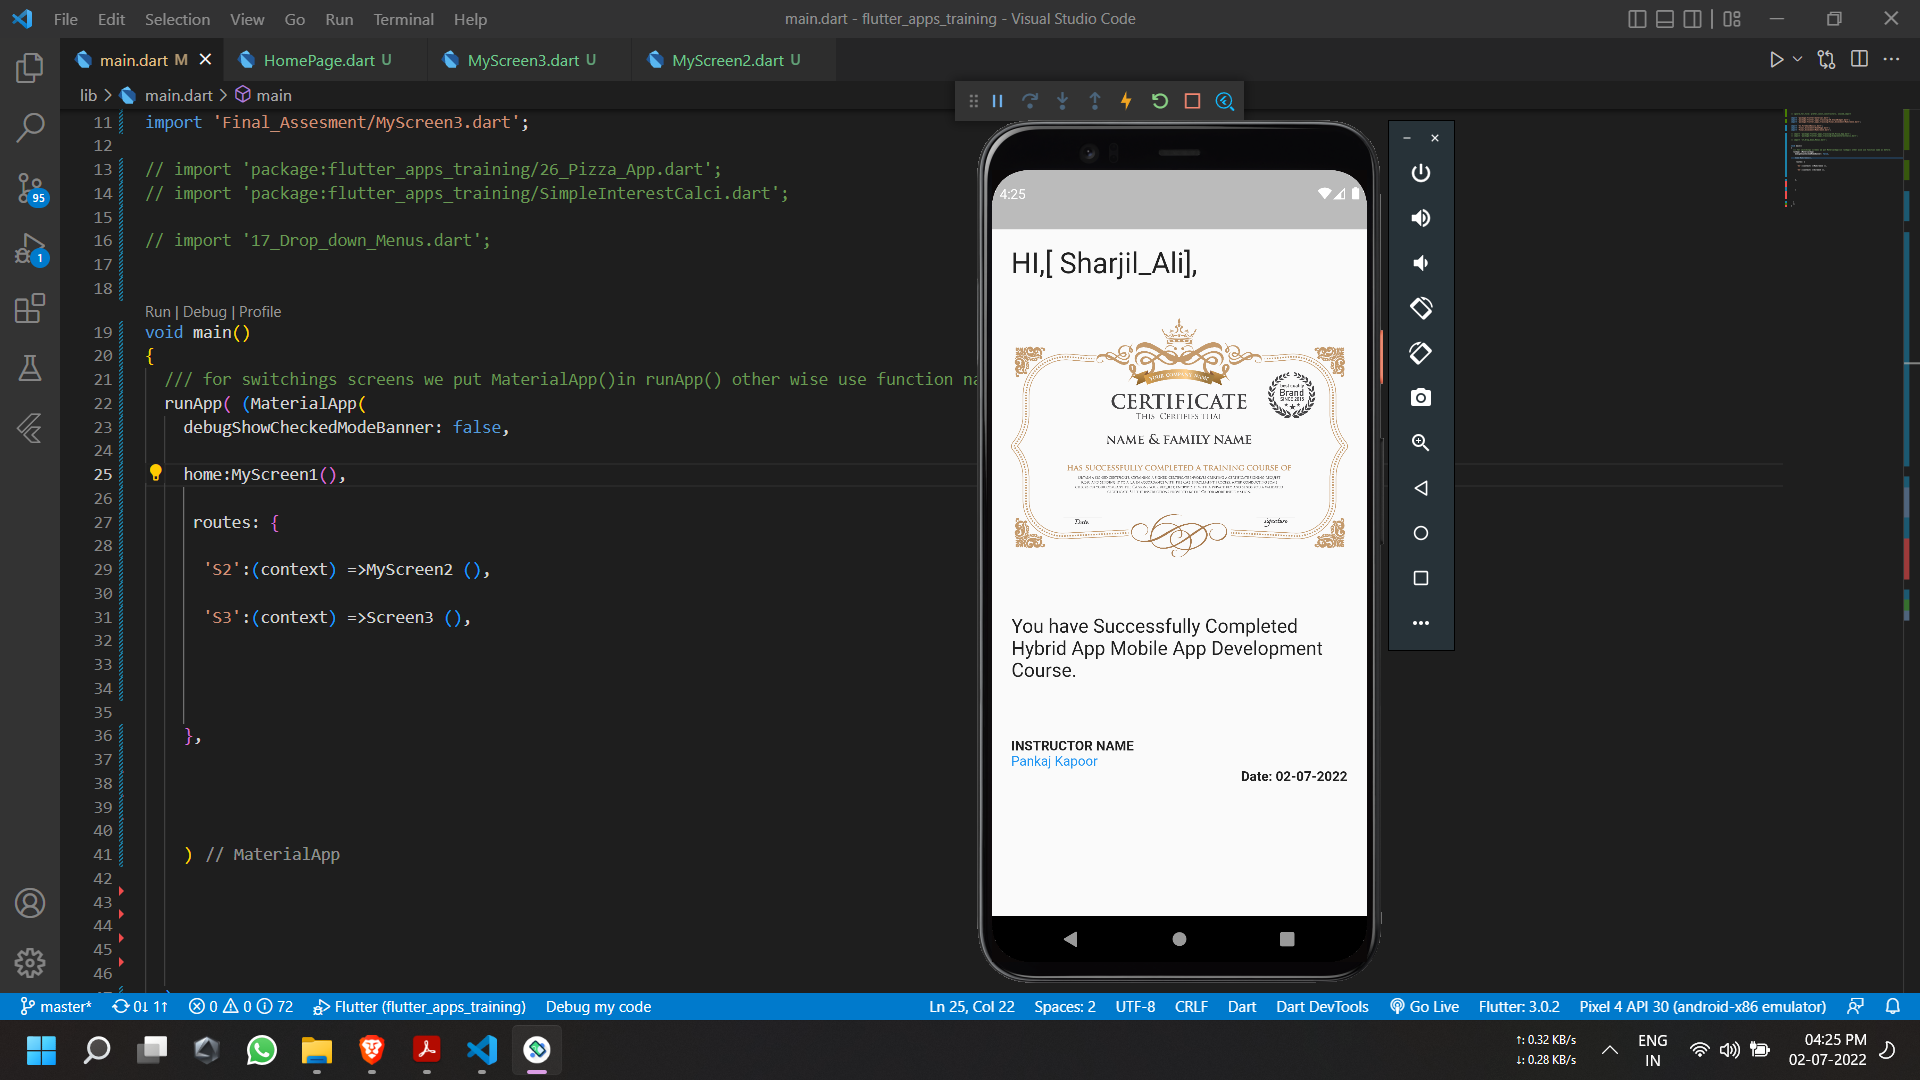 File Edit Selection View Go Run Terminal Help
main.dart - flutter_apps_training - Visual Studio Code
main.dart M HomePage.dart U MyScreen3.dart U MyScreen2.dart U
lib > main.dart > main
11 import 'Final_Assesment/MyScreen3.dart';
12
13 // import 'package:flutter_apps_training/26_Pizza_App.dart';
14 // import 'package:flutter_apps_training/SimpleInterestCalci.dart';
15
16 // import '17_Drop_down_Menus.dart';
17
18
Run | Debug | Profile
19 void main()
20 {
21 /// for switchings screens we put MaterialApp()in runApp() other wise use function na
22 runApp( (MaterialApp(
23 debugShowCheckedModeBanner: false,
24
25 home:MyScreen1(),
26
27 routes: {
28
29 'S2':(context) =>MyScreen2 (),
30
31 'S3':(context) =>Screen3 (),
32
33
34
35
36 },
37
38
39
40
41 ) // MaterialApp
42
43
44
45
46
95
1
4:25
HI,[ Sharjil_Ali],
YOUR COMPANY NAME
best quality
Brand
SINCE 2015
CERTIFICATE
THIS CERTIFIES THAT
NAME & FAMILY NAME
HAS SUCCESSFULLY COMPLETED A TRAINING COURSE OF
Date Signature
You have Successfully Completed
Hybrid App Mobile App Development
Course.
INSTRUCTOR NAME
Pankaj Kapoor
Date: 02-07-2022
master* 0↓ 1↑ 0 0 72 Flutter (flutter_apps_training) Debug my code
Ln 25, Col 22 Spaces: 2 UTF-8 CRLF Dart Dart DevTools Go Live Flutter: 3.0.2 Pixel 4 API 30 (android-x86 emulator)
↑: 0.32 KB/s
↓: 0.28 KB/s
ENG
IN
04:25 PM
02-07-2022